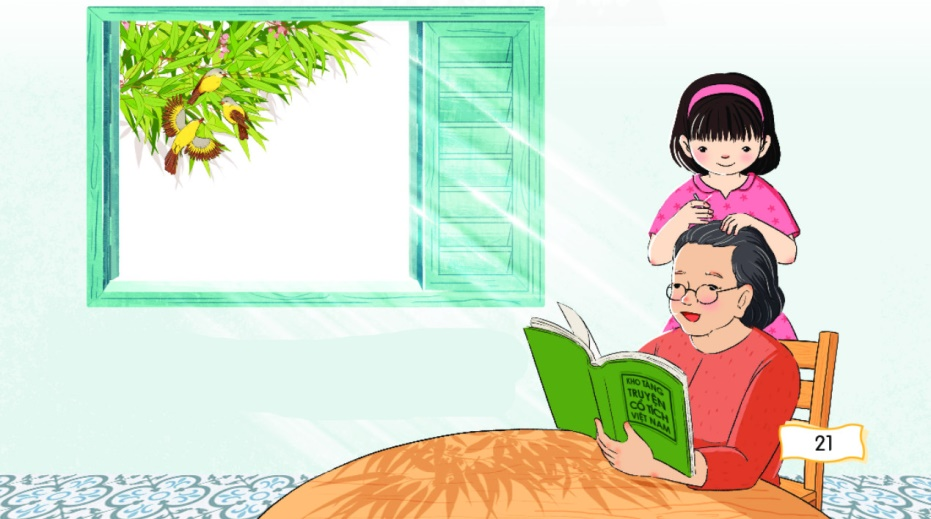 KHO TÀNG
TRUYỆN
CỔ TÍCH
VIỆT NAM
21